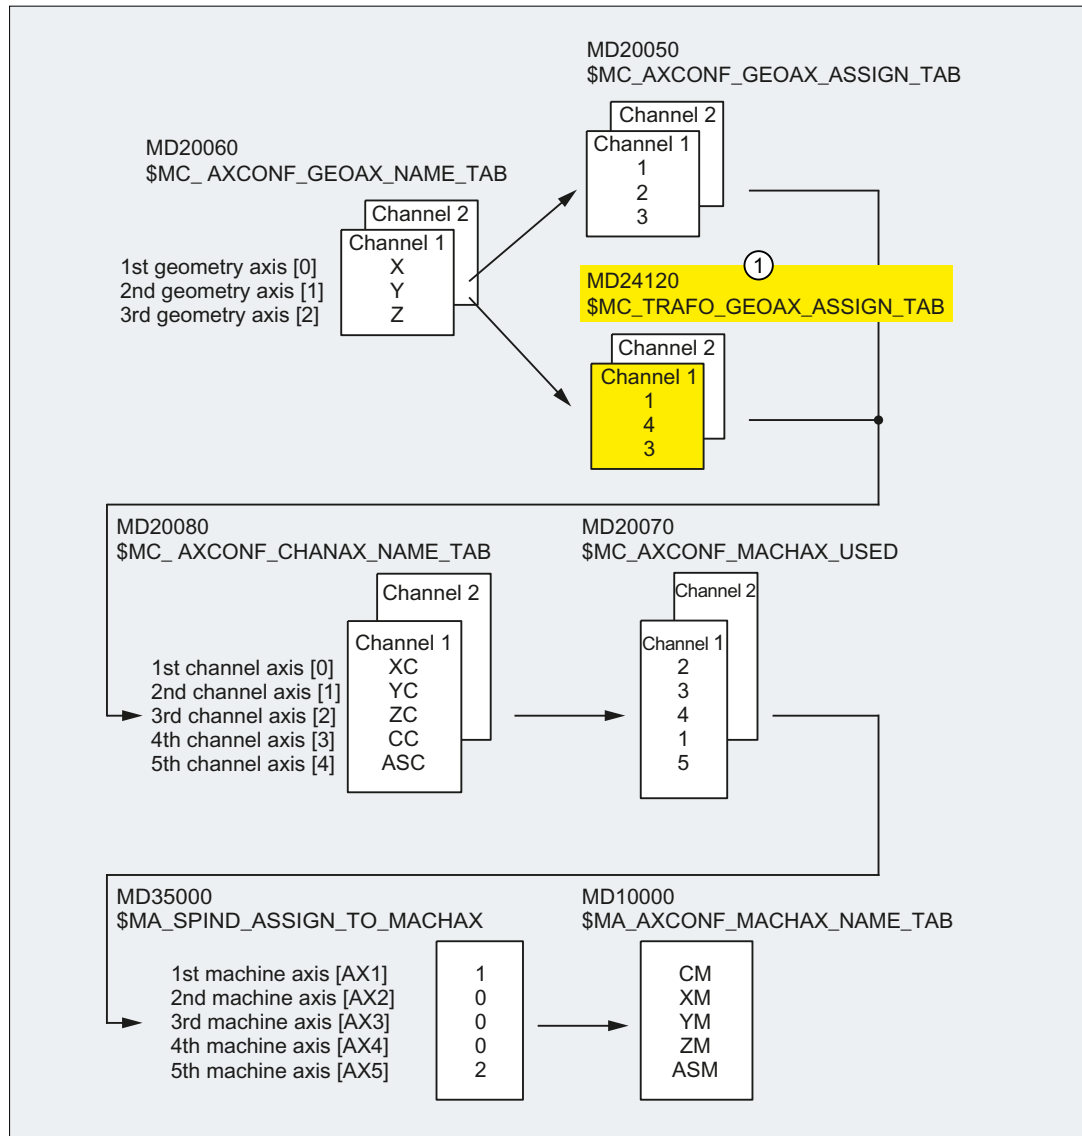 MD20050
$MC_AXCONF_GEOAX_ASSIGN_TAB
Channel 2
Channel 1
1
2
3
MD20060
$MC_ AXCONF_GEOAX_NAME_TAB
Channel 2
Channel 1
1st geometry axis [0] X
2nd geometry axis [1] Y
3rd geometry axis [2] Z
1
MD24120
$MC_TRAFO_GEOAX_ASSIGN_TAB
Channel 2
Channel 1
1
4
3
MD20080
$MC_ AXCONF_CHANAX_NAME_TAB
Channel 2
Channel 1
1st channel axis [0] XC
2nd channel axis [1] YC
3rd channel axis [2] ZC
4th channel axis [3] CC
5th channel axis [4] ASC
MD20070
$MC_AXCONF_MACHAX_USED
Channel 2
Channel 1
2
3
4
1
5
MD35000
$MA_SPIND_ASSIGN_TO_MACHAX
1st machine axis [AX1] 1
2nd machine axis [AX2] 0
3rd machine axis [AX3] 0
4th machine axis [AX4] 0
5th machine axis [AX5] 2
MD10000
$MA_AXCONF_MACHAX_NAME_TAB
CM
XM
YM
ZM
ASM